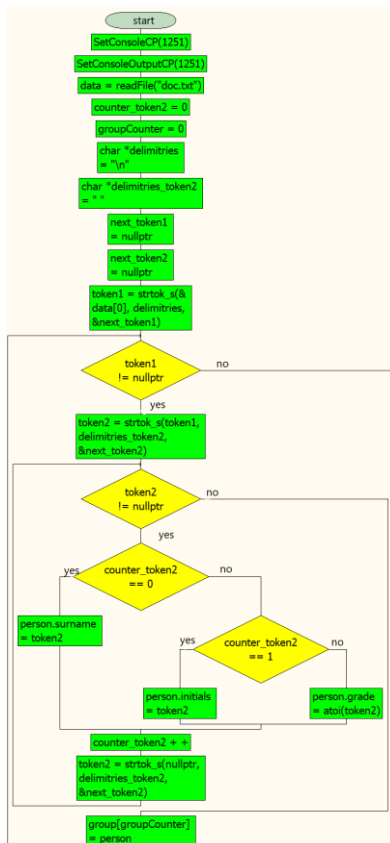 start
SetConsoleCP(1251)
SetConsoleOutputCP(1251)
data = readFile("doc.txt")
counter_token2 = 0
groupCounter = 0
char *delimitries
= "\n"
char *delimitries_token2
= " "
next_token1
= nullptr
next_token2
= nullptr
token1 = strtok_s(&
data[0], delimitries,
&next_token1)
token1
!= nullptr
no
yes
token2 = strtok_s(token1,
delimitries_token2,
&next_token2)
token2
!= nullptr
no
yes
counter_token2
== 0
yes
no
person.surname
= token2
counter_token2
== 1
yes
no
person.initials
= token2
person.grade
= atoi(token2)
counter_token2 + +
token2 = strtok_s(nullptr,
delimitries_token2,
&next_token2)
group[groupCounter]
= person